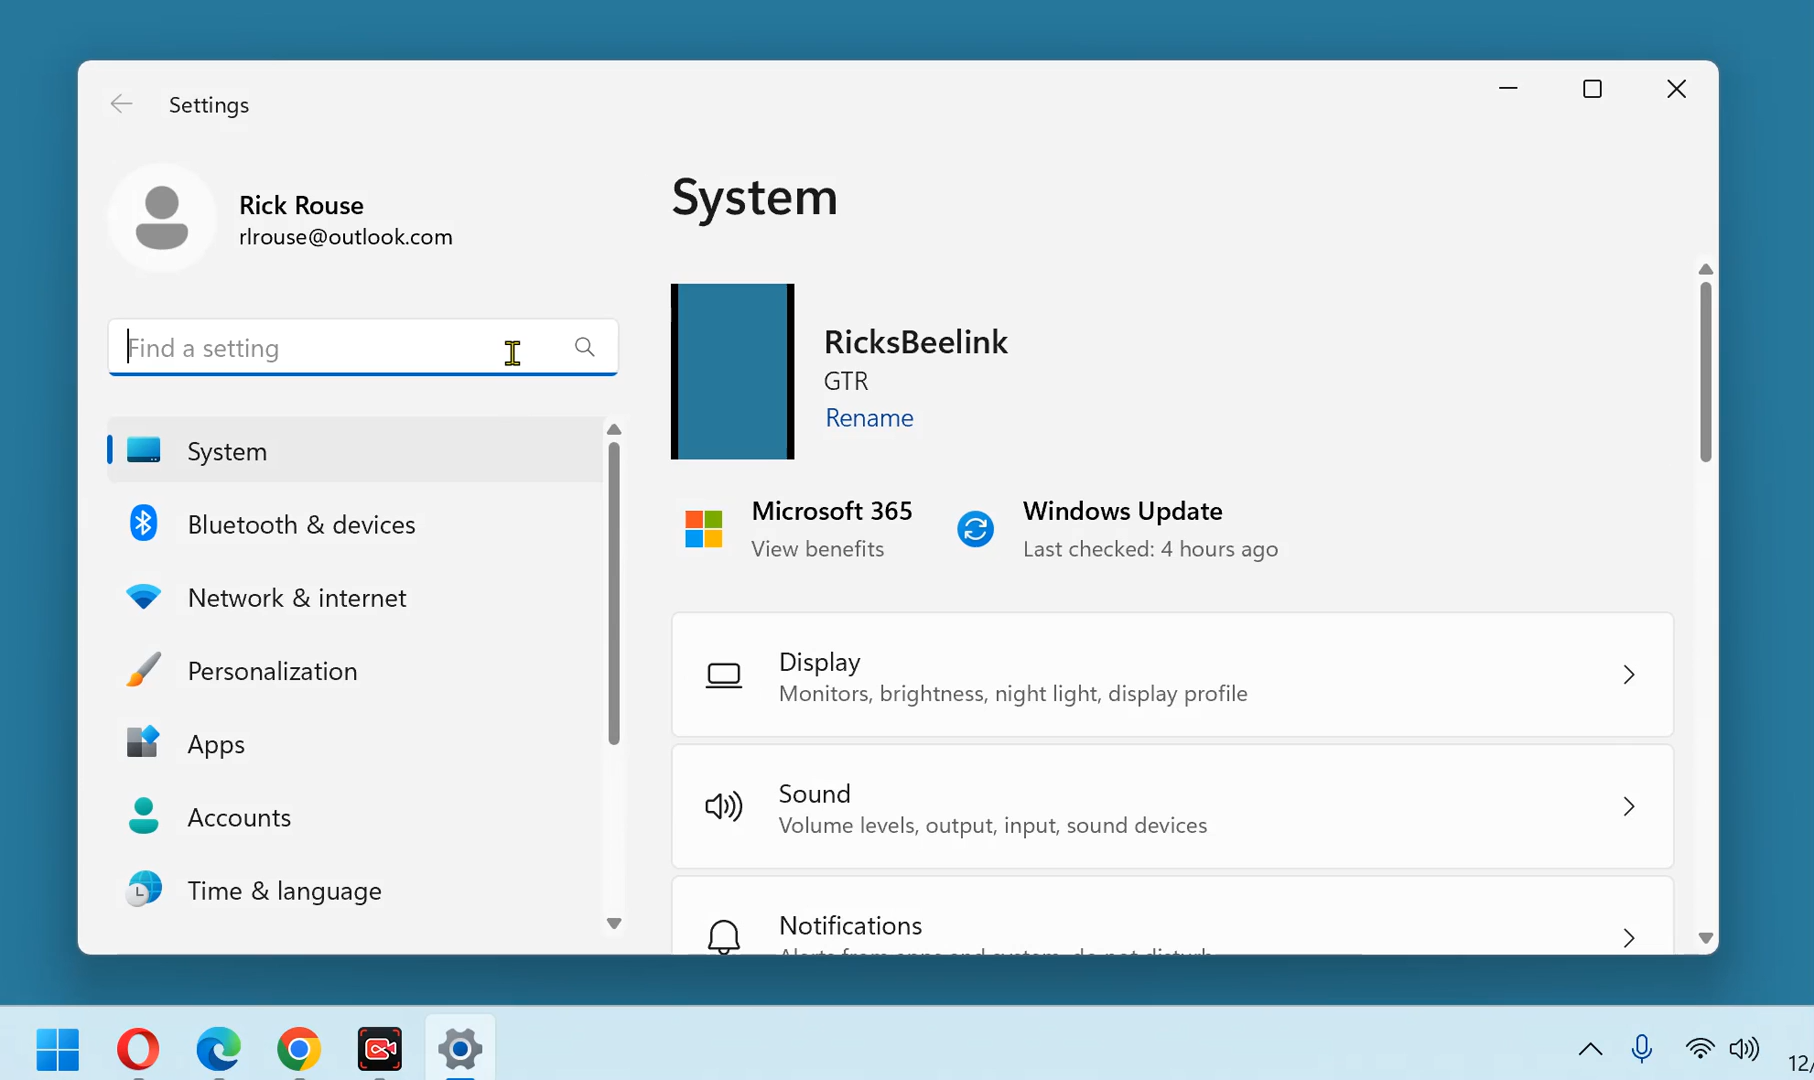 Settings
Rick Rouse
rlrouse@outlook.com
Find a setting
System
Bluetooth & devices
Network & internet
Personalization
Apps
Accounts
Time & language
System
RicksBeelink
GTR
Rename
Microsoft 365
View benefits
Windows Update
Last checked: 4 hours ago
Display
Monitors, brightness, night light, display profile
Sound
Volume levels, output, input, sound devices
Notifications
Alerts from apps and system, do not disturb
12/